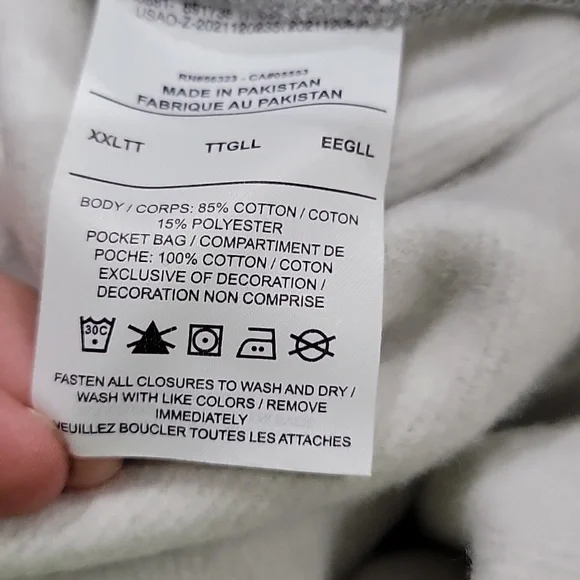 MADE IN PAKISTAN
FABRIQUE AU PAKISTAN
XXLTT TTGLL EEGLL
BODY / CORPS: 85% COTTON / COTON
15% POLYESTER
POCKET BAG / COMPARTIMENT DE
POCHE: 100% COTTON / COTON
EXCLUSIVE OF DECORATION /
DECORATION NON COMPRISE
30C
FASTEN ALL CLOSURES TO WASH AND DRY /
WASH WITH LIKE COLORS / REMOVE
IMMEDIATELY
VEUILLEZ BOUCLER TOUTES LES ATTACHES